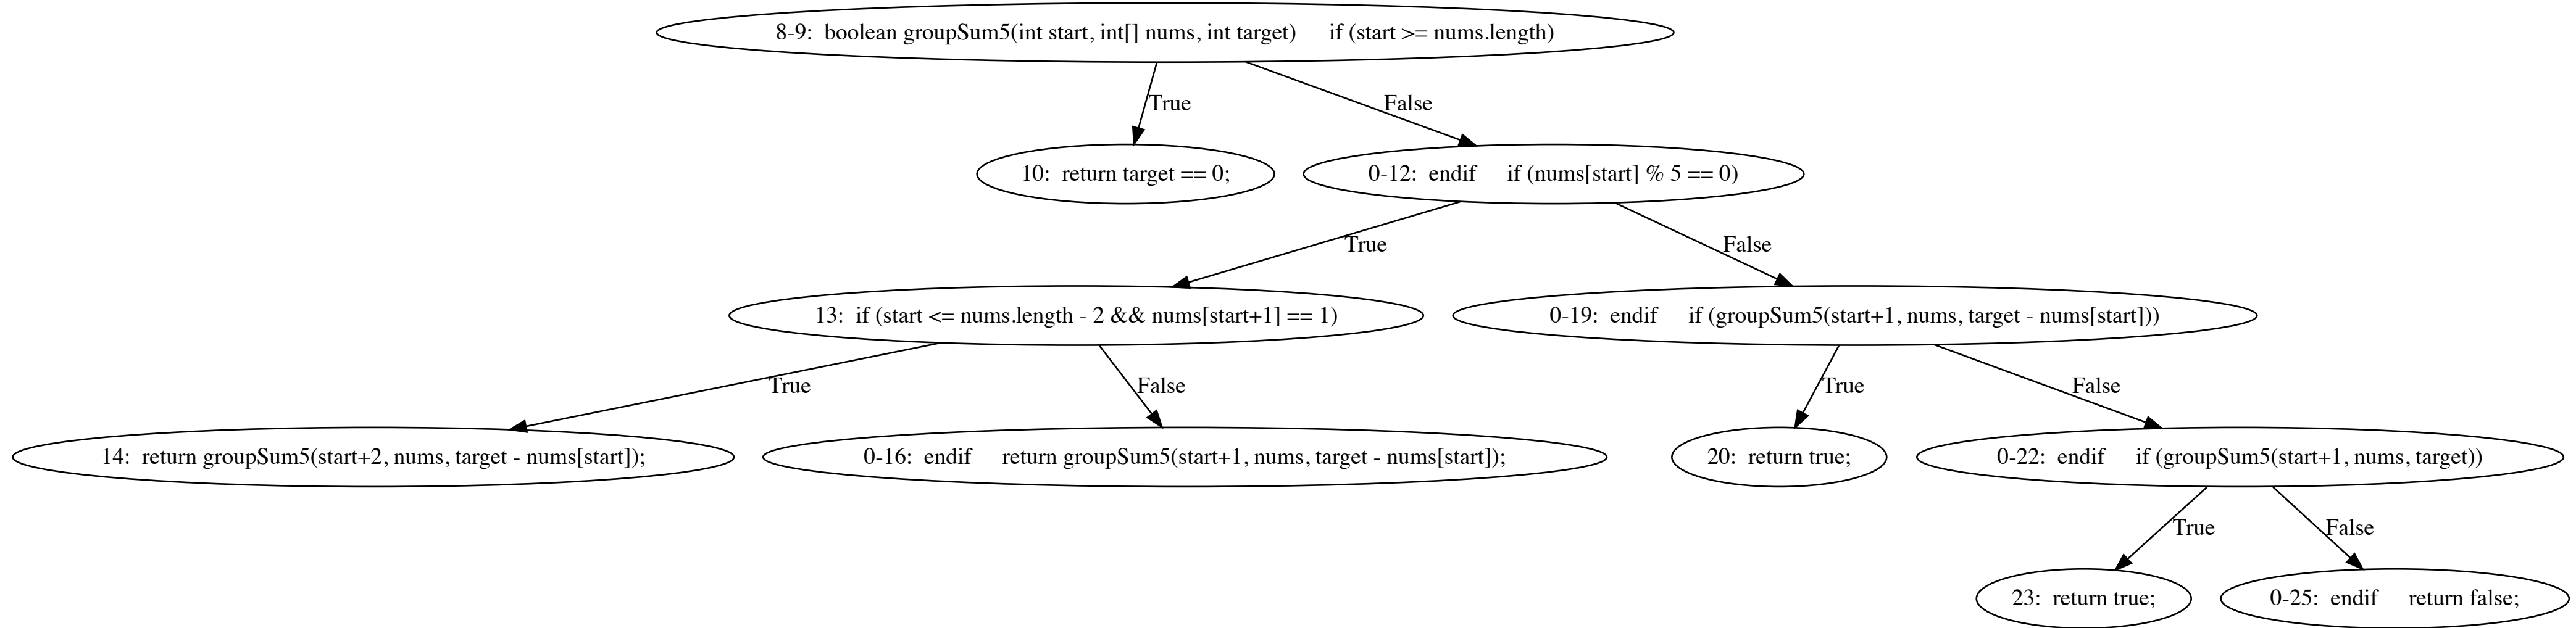 8-9:  boolean groupSum5(int start, int[] nums, int target)      if (start >= nums.length)
True
False
10:  return target == 0;
0-12:  endif     if (nums[start] % 5 == 0)
True
False
13:  if (start <= nums.length - 2 && nums[start+1] == 1)
0-19:  endif     if (groupSum5(start+1, nums, target - nums[start]))
True
False
True
False
14:  return groupSum5(start+2, nums, target - nums[start]);
0-16:  endif     return groupSum5(start+1, nums, target - nums[start]);
20:  return true;
0-22:  endif     if (groupSum5(start+1, nums, target))
True
False
23:  return true;
0-25:  endif     return false;